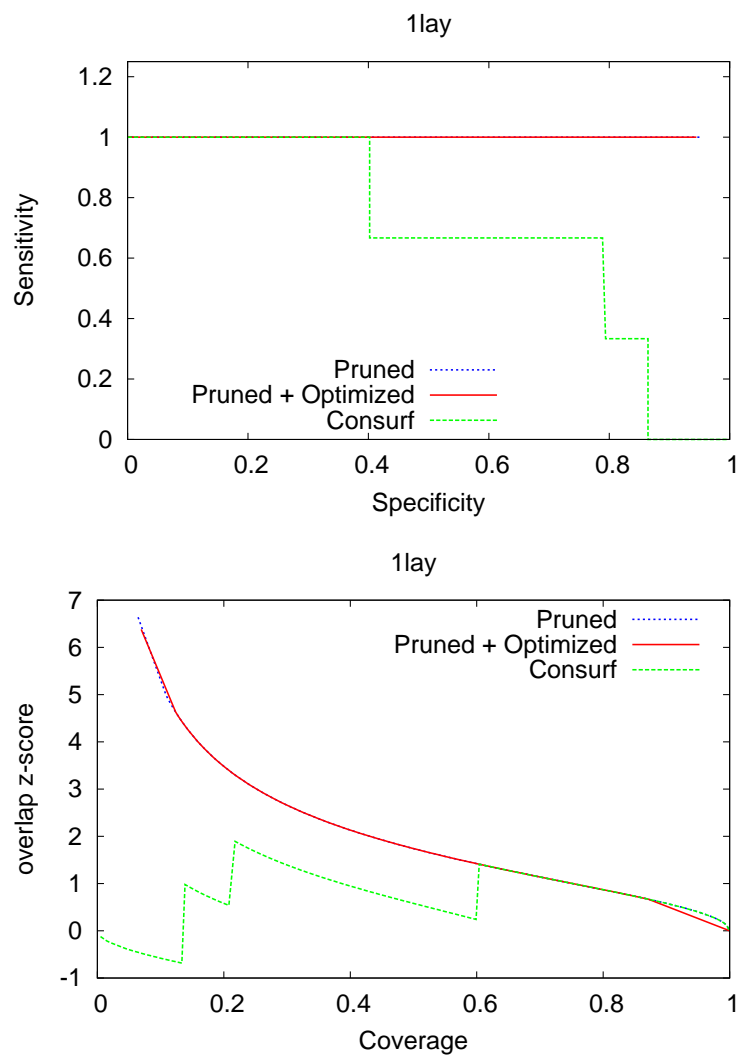 1lay
1.2
1
0.8
0.6
0.4
0.2
0
Sensitivity
Pruned
Pruned + Optimized
Consurf
0 0.2 0.4 0.6 0.8 1
Specificity
1lay
7
6
5
4
3
2
1
0
-1
overlap z-score
Pruned
Pruned + Optimized
Consurf
0 0.2 0.4 0.6 0.8 1
Coverage